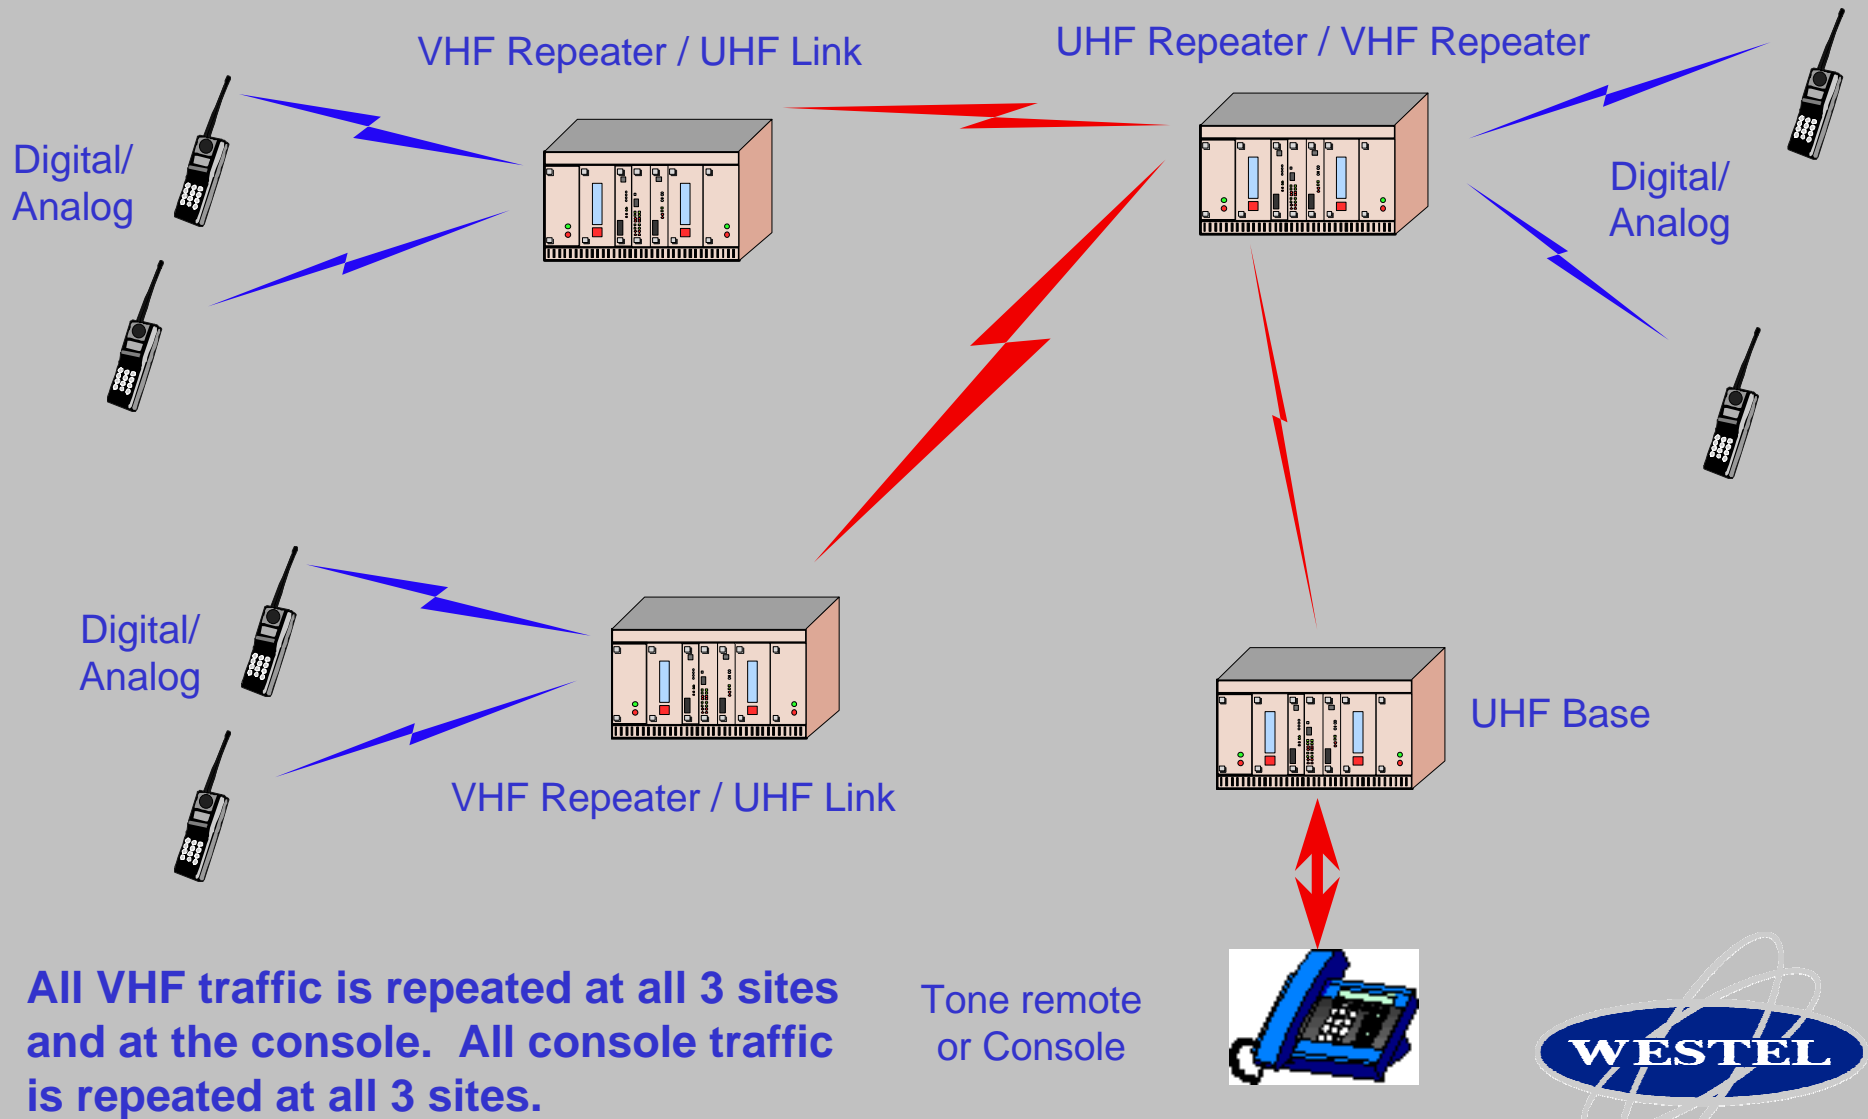 VHF Repeater / UHF Link
UHF Repeater / VHF Repeater
Digital/
Analog
Digital/
Analog
Digital/
Analog
VHF Repeater / UHF Link
UHF Base
All VHF traffic is repeated at all 3 sites
and at the console.  All console traffic
is repeated at all 3 sites.
Tone remote
or Console
WESTEL